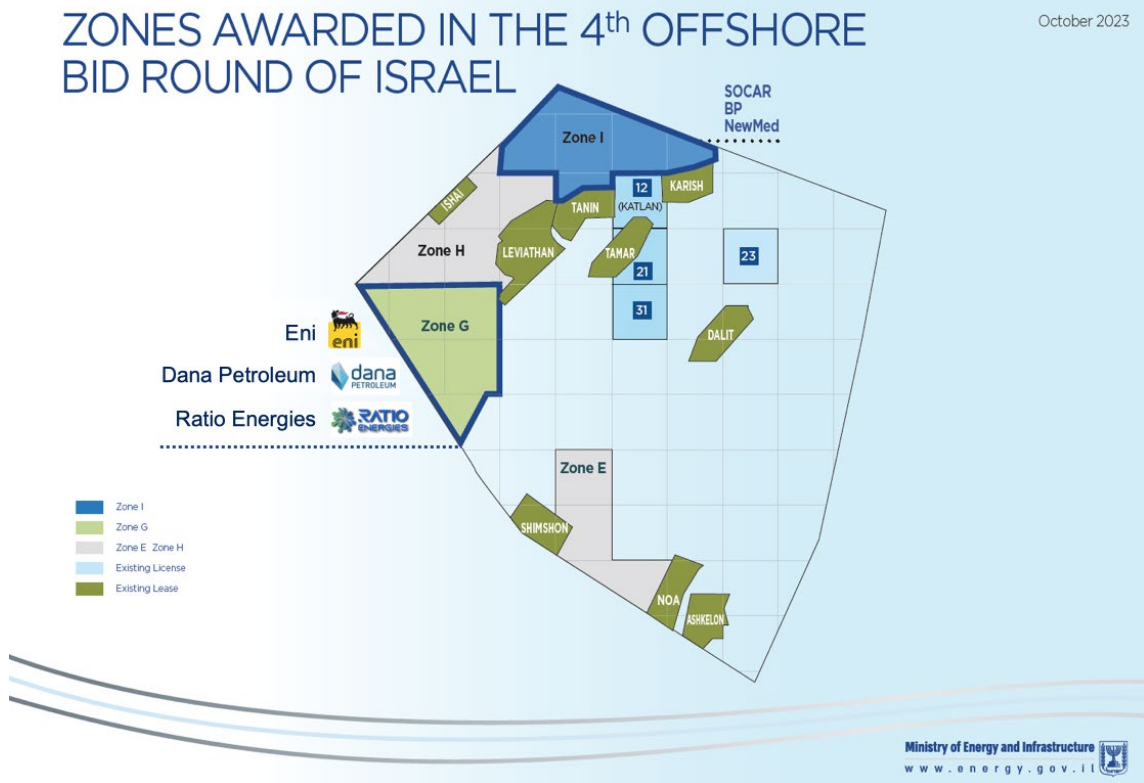 ZONES AWARDED IN THE 4th OFFSHORE
BID ROUND OF ISRAEL
October 2023
SOCAR
BP
NewMed
Zone I
ISHAI
TANIN
12
(KATLAN)
KARISH
Zone H
LEVIATHAN
TAMAR
21
23
31
DALIT
Zone G
Eni
eni
Dana Petroleum
dana
PETROLEUM
Ratio Energies
RATIO
ENERGIES
Zone E
SHIMSHON
NOA
ASHKELON
Zone I
Zone G
Zone E Zone H
Existing License
Existing Lease
Ministry of Energy and Infrastructure
www.energy.gov.il